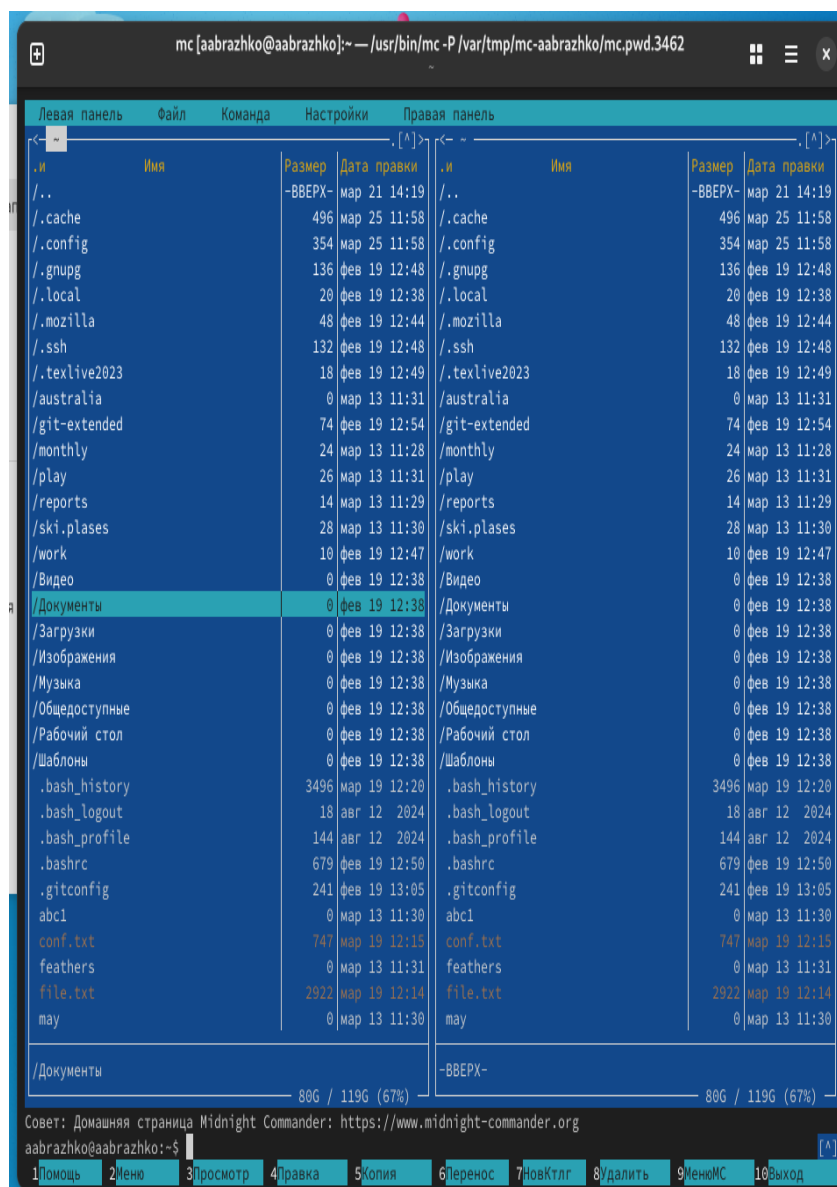 mc [aabrazhko@aabrazhko]:~ — /usr/bin/mc -P /var/tmp/mc-aabrazhko/mc.pwd.3462
~
Левая панель Файл Команда Настройки Правая панель
<─ ~ ─.[^]> <─ ~ ─.[^]>
.и Имя Размер Дата правки .и Имя Размер Дата правки
/.. -ВВЕРХ- мар 21 14:19 /.. -ВВЕРХ- мар 21 14:19
/.cache 496 мар 25 11:58 /.cache 496 мар 25 11:58
/.config 354 мар 25 11:58 /.config 354 мар 25 11:58
/.gnupg 136 фев 19 12:48 /.gnupg 136 фев 19 12:48
/.local 20 фев 19 12:38 /.local 20 фев 19 12:38
/.mozilla 48 фев 19 12:44 /.mozilla 48 фев 19 12:44
/.ssh 132 фев 19 12:48 /.ssh 132 фев 19 12:48
/.texlive2023 18 фев 19 12:49 /.texlive2023 18 фев 19 12:49
/australia 0 мар 13 11:31 /australia 0 мар 13 11:31
/git-extended 74 фев 19 12:54 /git-extended 74 фев 19 12:54
/monthly 24 мар 13 11:28 /monthly 24 мар 13 11:28
/play 26 мар 13 11:31 /play 26 мар 13 11:31
/reports 14 мар 13 11:29 /reports 14 мар 13 11:29
/ski.plases 28 мар 13 11:30 /ski.plases 28 мар 13 11:30
/work 10 фев 19 12:47 /work 10 фев 19 12:47
/Видео 0 фев 19 12:38 /Видео 0 фев 19 12:38
/Документы 0 фев 19 12:38 /Документы 0 фев 19 12:38
/Загрузки 0 фев 19 12:38 /Загрузки 0 фев 19 12:38
/Изображения 0 фев 19 12:38 /Изображения 0 фев 19 12:38
/Музыка 0 фев 19 12:38 /Музыка 0 фев 19 12:38
/Общедоступные 0 фев 19 12:38 /Общедоступные 0 фев 19 12:38
/Рабочий стол 0 фев 19 12:38 /Рабочий стол 0 фев 19 12:38
/Шаблоны 0 фев 19 12:38 /Шаблоны 0 фев 19 12:38
.bash_history 3496 мар 19 12:20 .bash_history 3496 мар 19 12:20
.bash_logout 18 авг 12 2024 .bash_logout 18 авг 12 2024
.bash_profile 144 авг 12 2024 .bash_profile 144 авг 12 2024
.bashrc 679 фев 19 12:50 .bashrc 679 фев 19 12:50
.gitconfig 241 фев 19 13:05 .gitconfig 241 фев 19 13:05
abc1 0 мар 13 11:30 abc1 0 мар 13 11:30
conf.txt 747 мар 19 12:15 conf.txt 747 мар 19 12:15
feathers 0 мар 13 11:31 feathers 0 мар 13 11:31
file.txt 2922 мар 19 12:14 file.txt 2922 мар 19 12:14
may 0 мар 13 11:30 may 0 мар 13 11:30
/Документы -ВВЕРХ-
80G / 119G (67%) 80G / 119G (67%)
Совет: Домашняя страница Midnight Commander: https://www.midnight-commander.org
aabrazhko@aabrazhko:~$ [^]
1Помощь 2Меню 3Просмотр 4Правка 5Копия 6Перенос 7НовКтлг 8Удалить 9МенюМС 10Выход